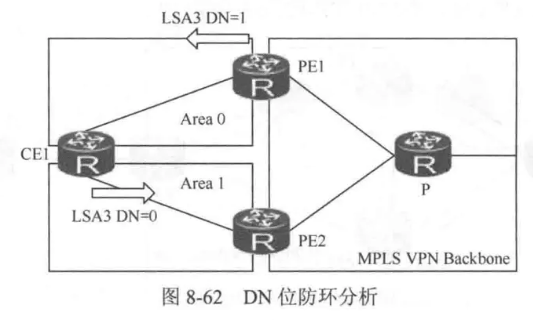 LSA3 DN=1
PE1
R
Area 0
CE1
R
R
P
Area 1
LSA3 DN=0
R
PE2
MPLS VPN Backbone
图 8-62 DN 位防环分析